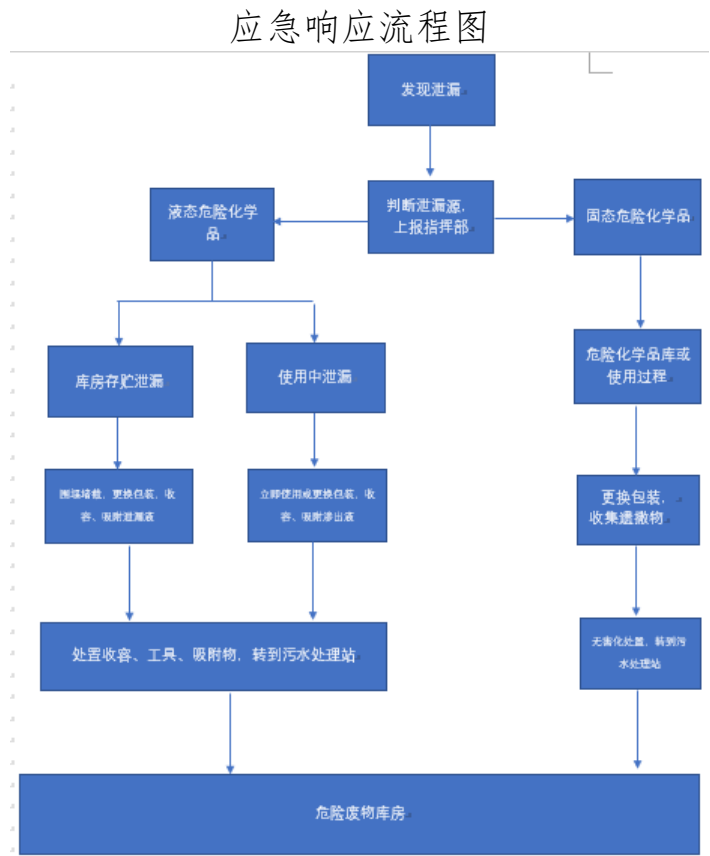 应急响应流程图
发现泄漏
判断泄漏源,
上报指挥部
液态危险化学
品
固态危险化学品
库房存贮泄漏
使用中泄漏
危险化学品库或
使用过程
围堰堵截、更换包装、收
容、吸附泄漏液
立即使用或更换包装、收
容、吸附渗出液
更换包装,
收集遗撒物
处置收容、工具、吸附物,转到污水处理站
无害化处置,转到污
水处理站
危险废物库房